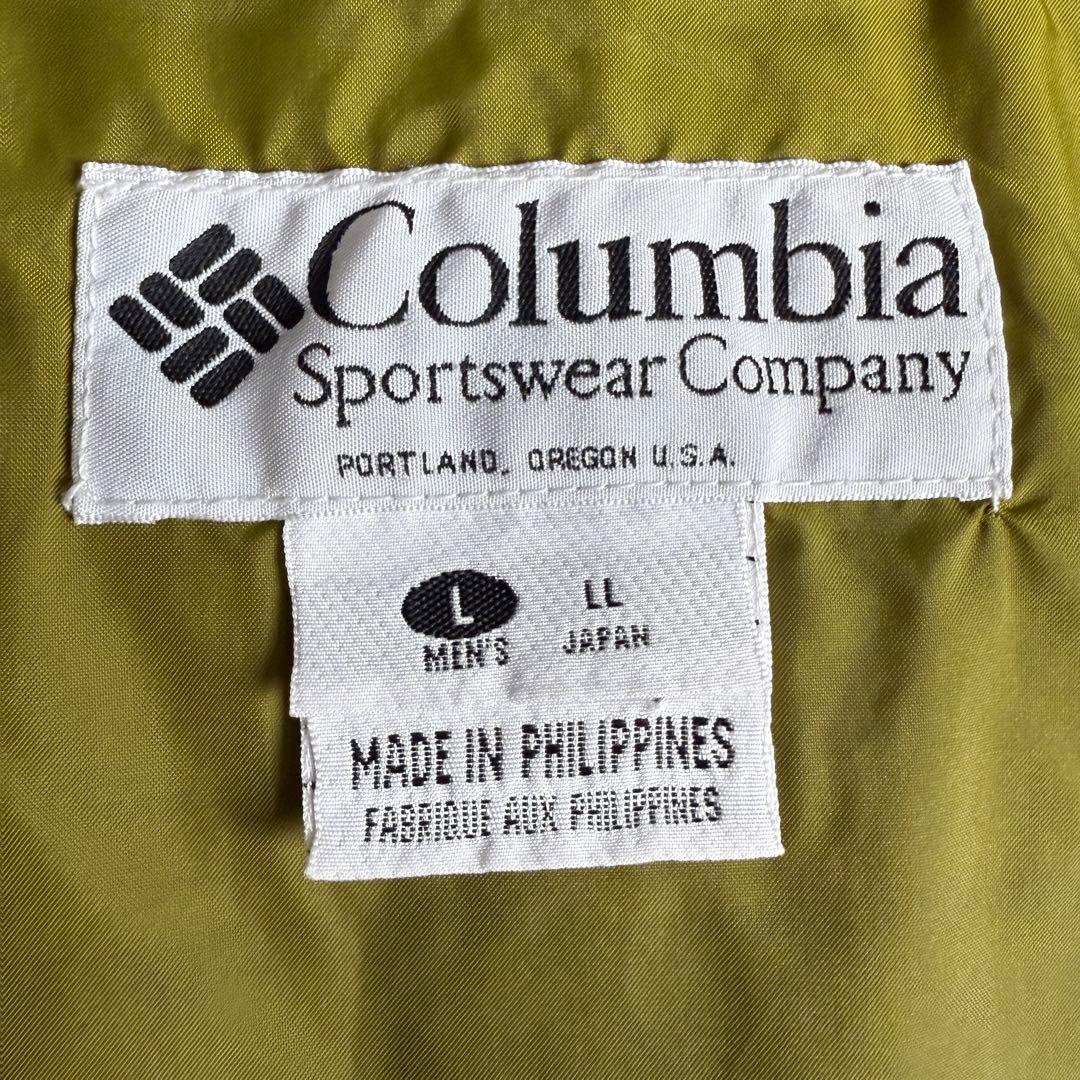 Columbia
Sportswear Company
PORTLAND, OREGON U.S.A.
L LL
MEN'S JAPAN
MADE IN PHILIPPINES
FABRIQUE AUX PHILIPPINES